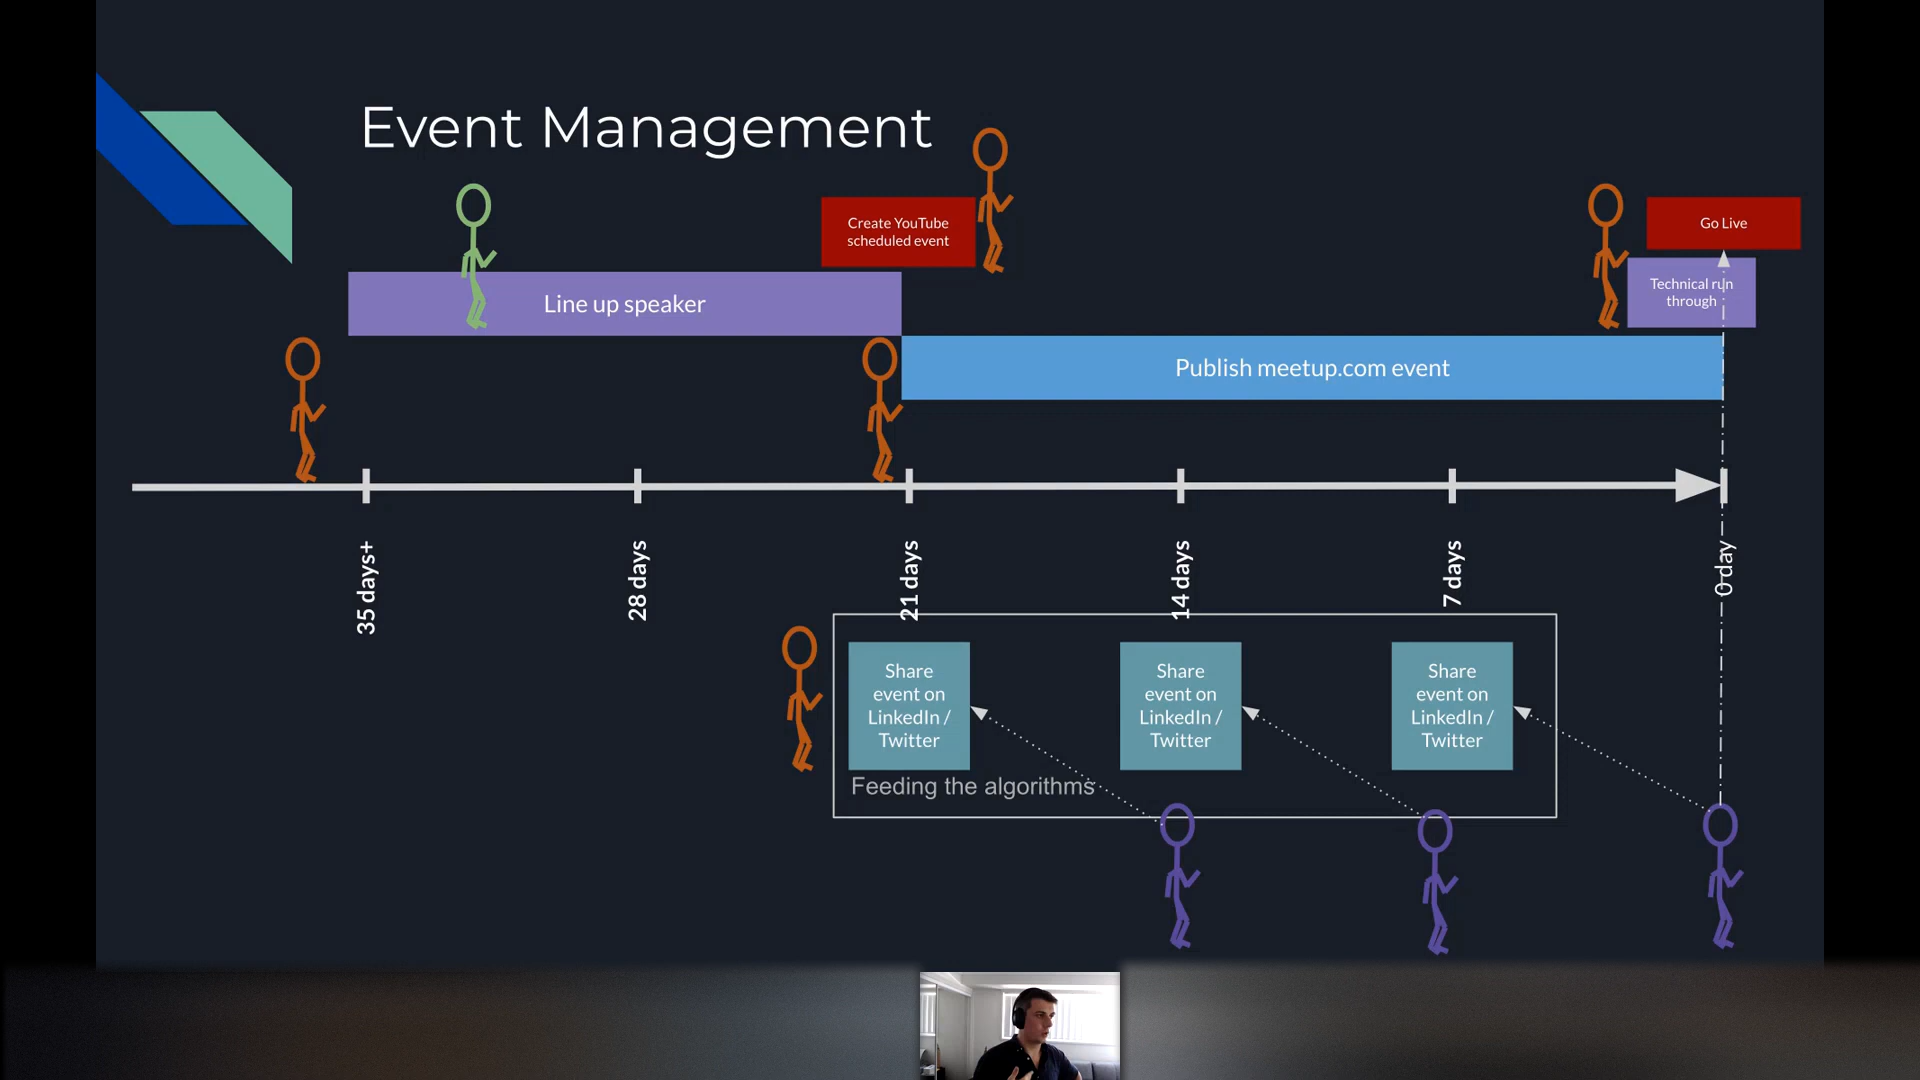 Event Management
Create YouTube
scheduled event
Go Live
Technical run
through
Line up speaker
Publish meetup.com event
35 days+
28 days
21 days
14 days
7 days
0 day
Share
event on
LinkedIn /
Twitter
Share
event on
LinkedIn /
Twitter
Share
event on
LinkedIn /
Twitter
Feeding the algorithms